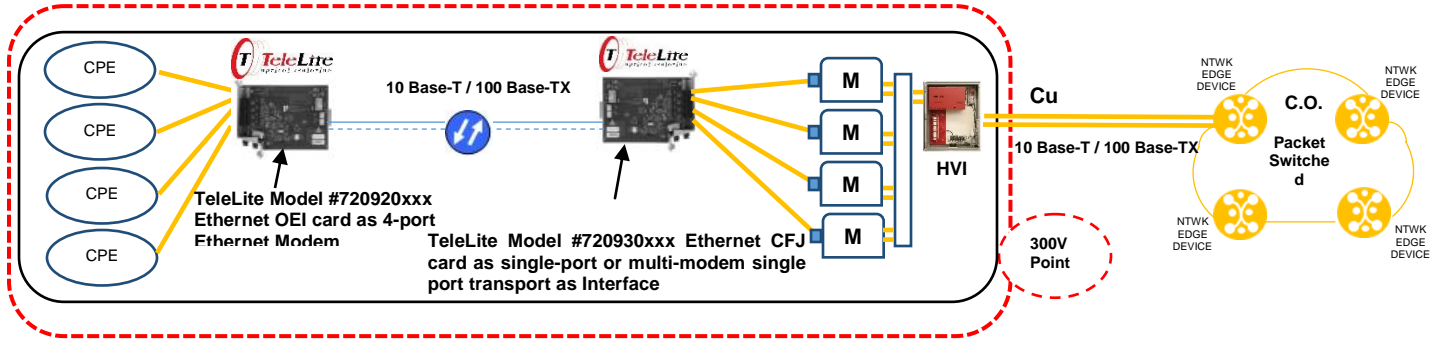 CPE
CPE
CPE
CPE
TeleLite
TeleLite
10 Base-T / 100 Base-TX
TeleLite Model #720920xxx
Ethernet OEI card as 4-port
Ethernet Modem
TeleLite Model #720930xxx Ethernet CFJ
card as single-port or multi-modem single
port transport as Interface
M
M
M
M
HVI
Cu
10 Base-T / 100 Base-TX
300V
Point
NTWK
EDGE
DEVICE
NTWK
EDGE
DEVICE
C.O.
Packet
Switche
d
NTWK
EDGE
DEVICE
NTWK
EDGE
DEVICE